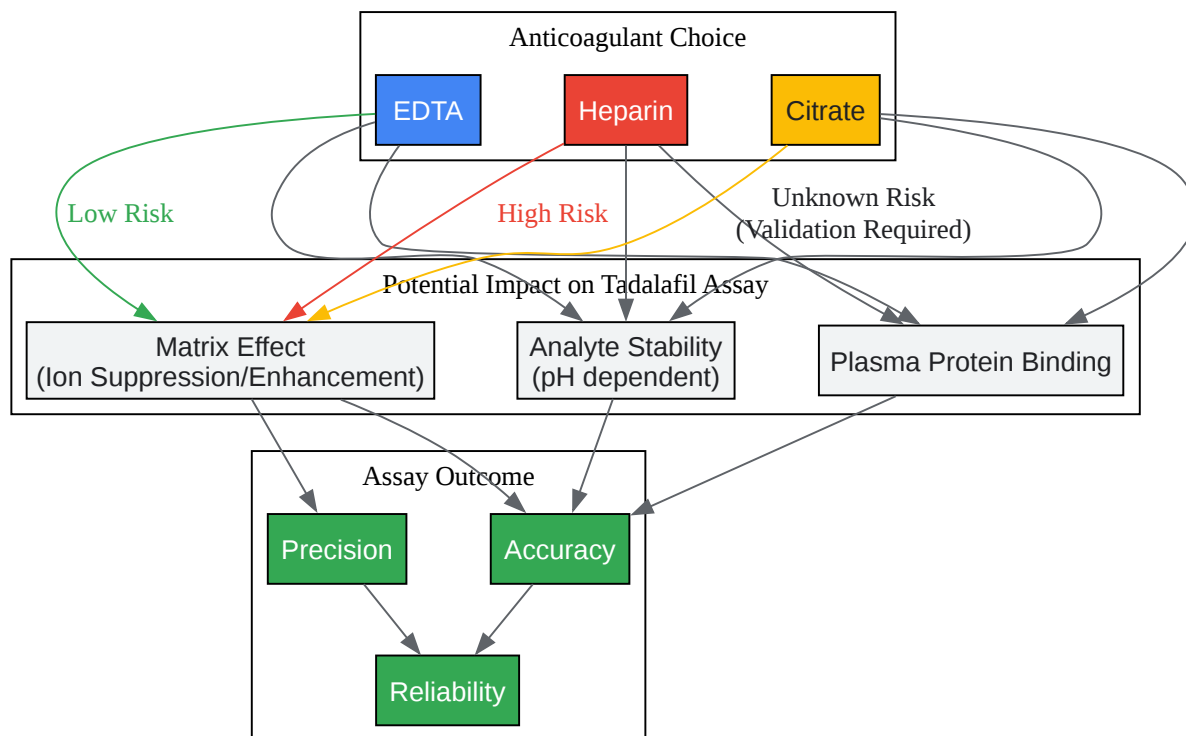 Anticoagulant Choice
EDTA
Heparin
Citrate
Low Risk
High Risk
Unknown Risk
(Validation Required)
Potential Impact on Tadalafil Assay
Matrix Effect
(Ion Suppression/Enhancement)
Analyte Stability
(pH dependent)
Plasma Protein Binding
Assay Outcome
Precision
Accuracy
Reliability